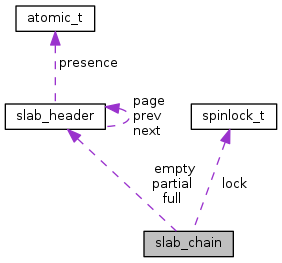 atomic_t
presence
slab_header
page
prev
next
spinlock_t
empty
partial
full
lock
slab_chain